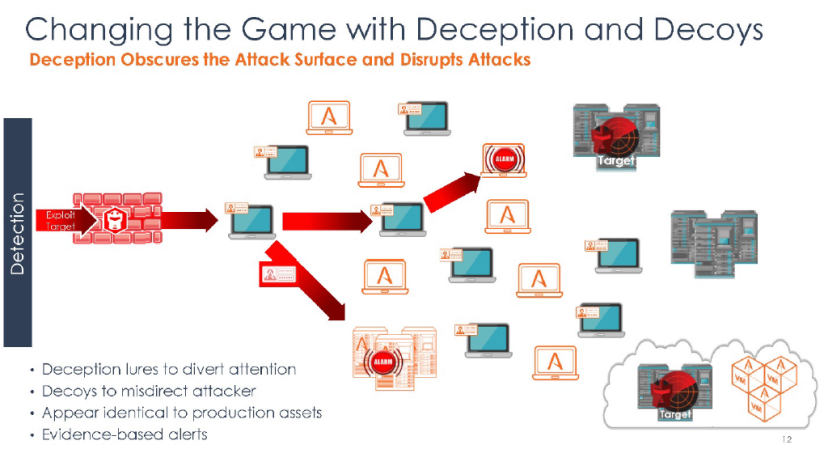 Changing the Game with Deception and Decoys
Deception Obscures the Attack Surface and Disrupts Attacks
Detection
Exploit
Target
ALARM
Target
ALARM
Target
VM
VM
VM
• Deception lures to divert attention
• Decoys to misdirect attacker
• Appear identical to production assets
• Evidence-based alerts
12